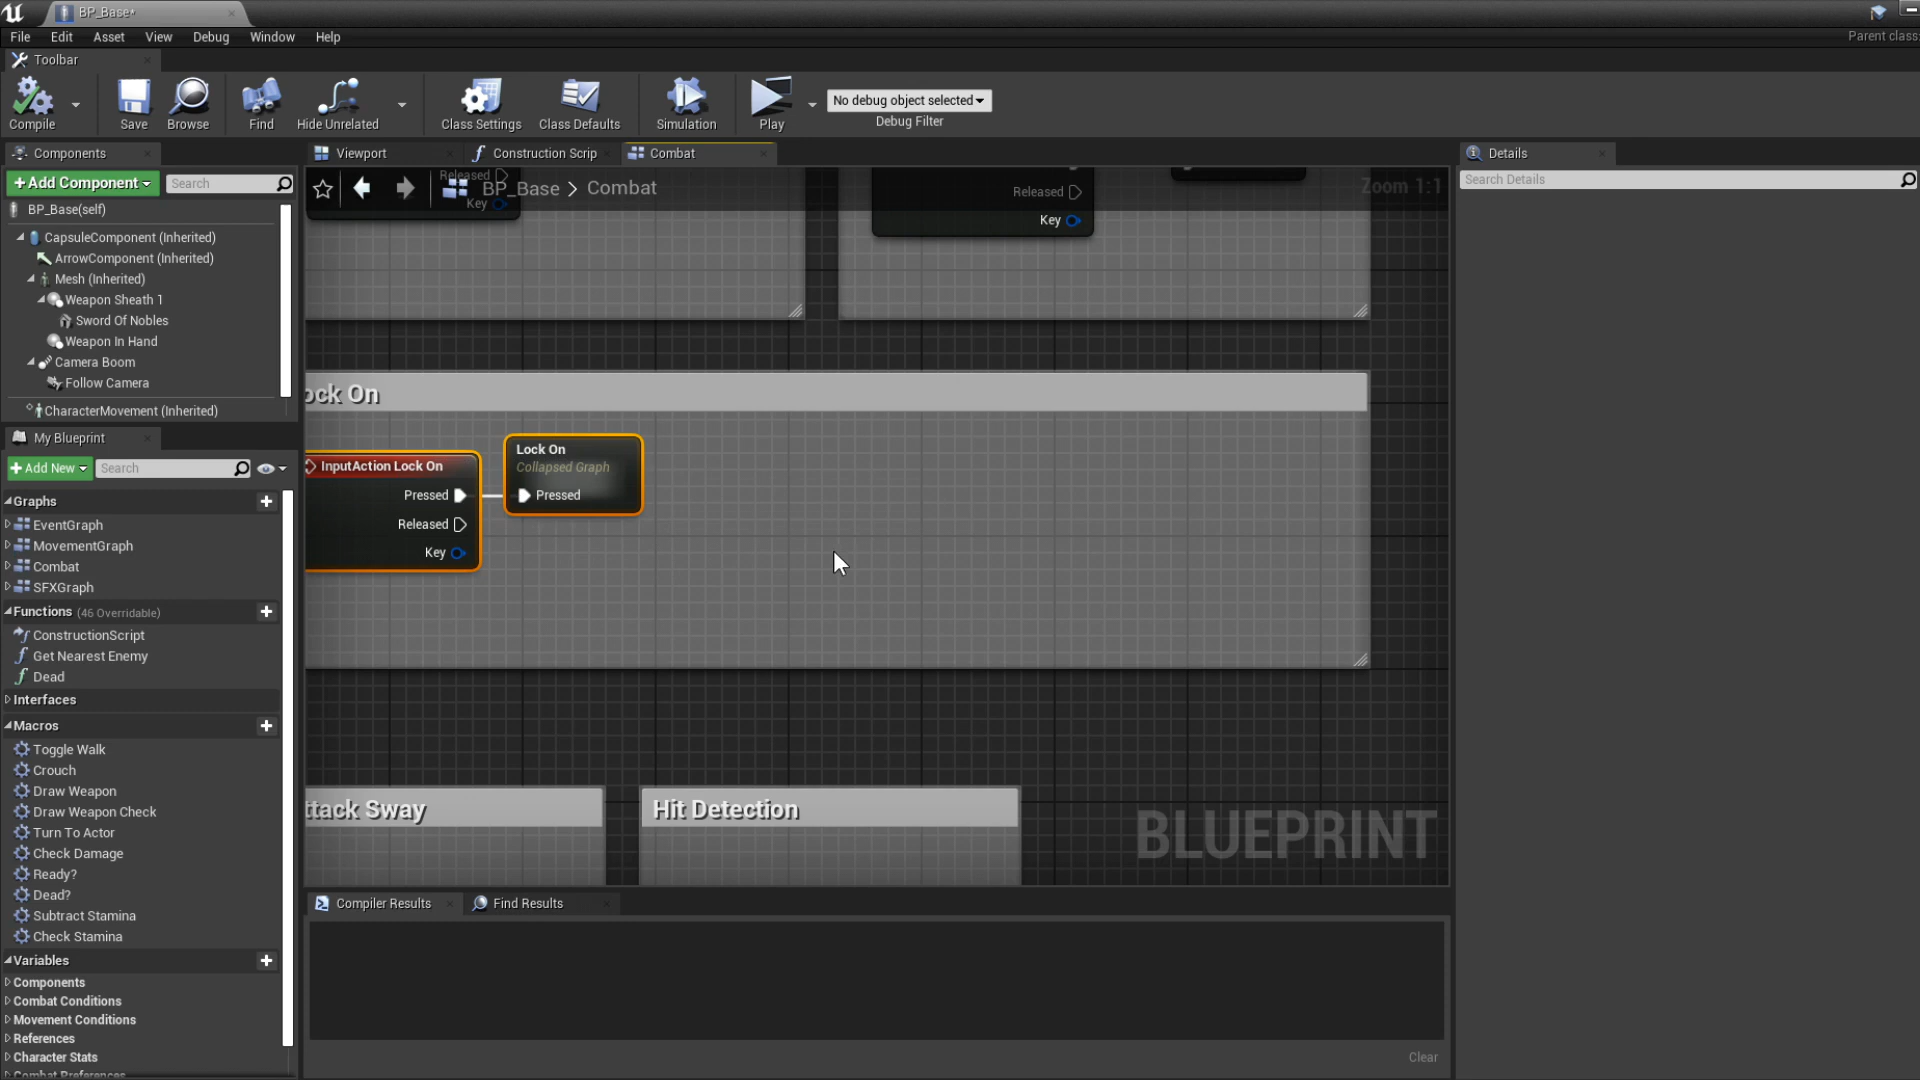 BP_Base*
File Edit Asset View Debug Window Help
Parent class:
Toolbar
Compile Save Browse Find Hide Unrelated Class Settings Class Defaults Simulation Play
No debug object selected
Debug Filter
Components
Viewport
Construction Scrip
Combat
Details
+Add Component
Search
BP_Base > Combat
Zoom 1:1
Search Details
BP_Base(self)
CapsuleComponent (Inherited)
ArrowComponent (Inherited)
Mesh (Inherited)
Weapon Sheath 1
Sword Of Nobles
Weapon In Hand
Camera Boom
Follow Camera
CharacterMovement (Inherited)
Released
Key
Released
Key
ock On
InputAction Lock On
Pressed
Released
Key
Lock On
Collapsed Graph
Pressed
ttack Sway
Hit Detection
BLUEPRINT
My Blueprint
+Add New
Search
Graphs
EventGraph
MovementGraph
Combat
SFXGraph
Functions (46 Overridable)
ConstructionScript
Get Nearest Enemy
Dead
Interfaces
Macros
Toggle Walk
Crouch
Draw Weapon
Draw Weapon Check
Turn To Actor
Check Damage
Ready?
Dead?
Subtract Stamina
Check Stamina
Variables
Components
Combat Conditions
Movement Conditions
References
Character Stats
Combat Preferences
Compiler Results
Find Results
Clear